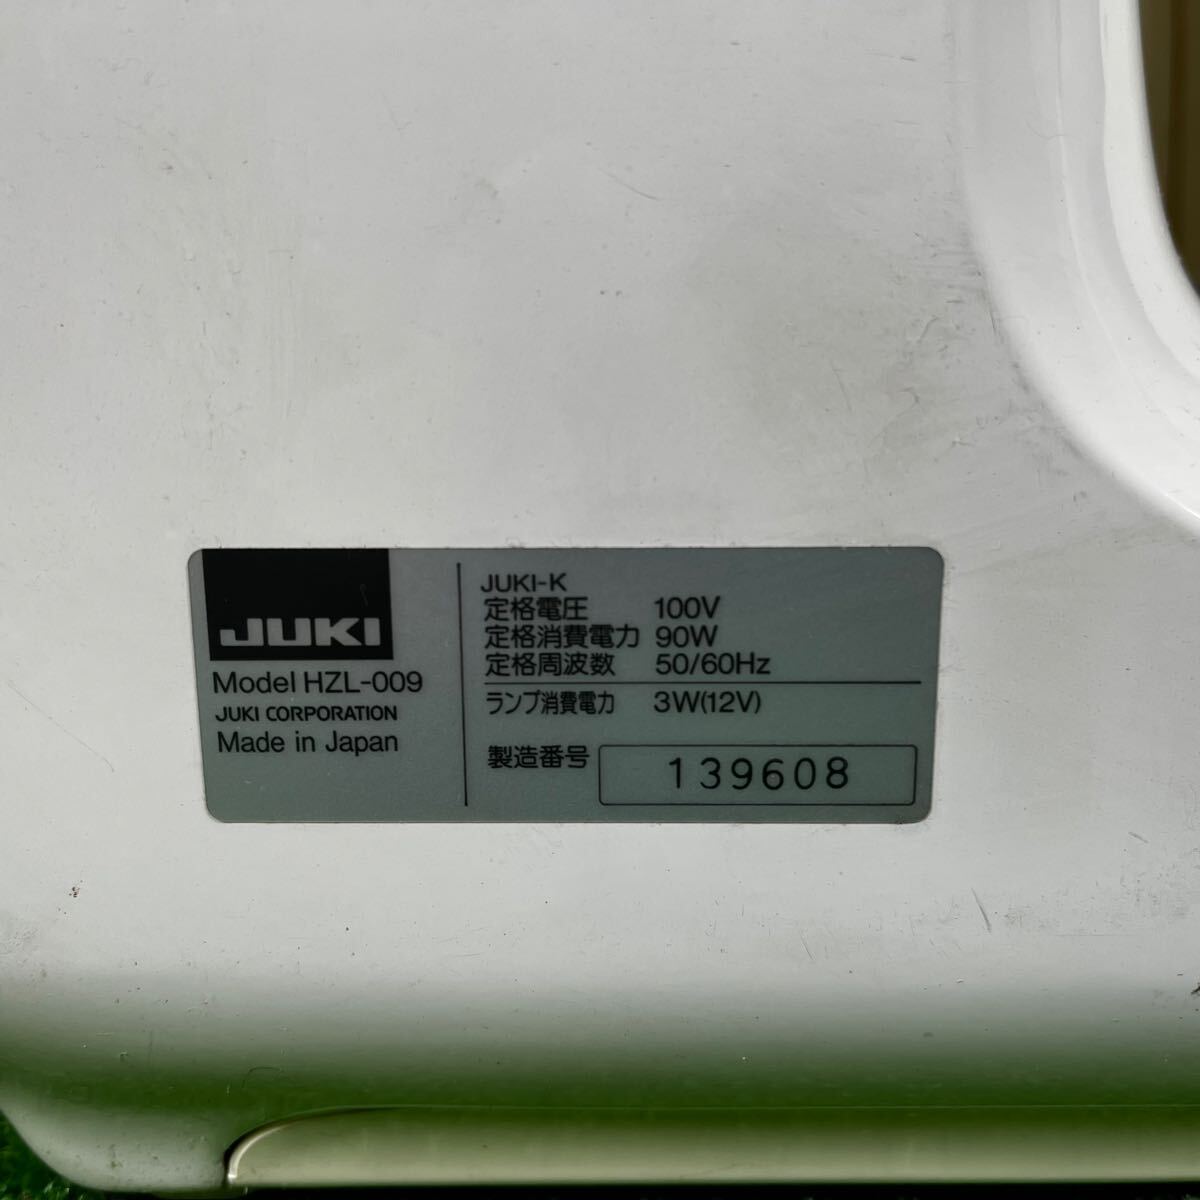 JUKI
Model HZL-009
JUKI CORPORATION
Made in Japan
JUKI-K
定格電圧 100V
定格消費電力 90W
定格周波数 50/60Hz
ランプ消費電力 3W(12V)
製造番号 139608